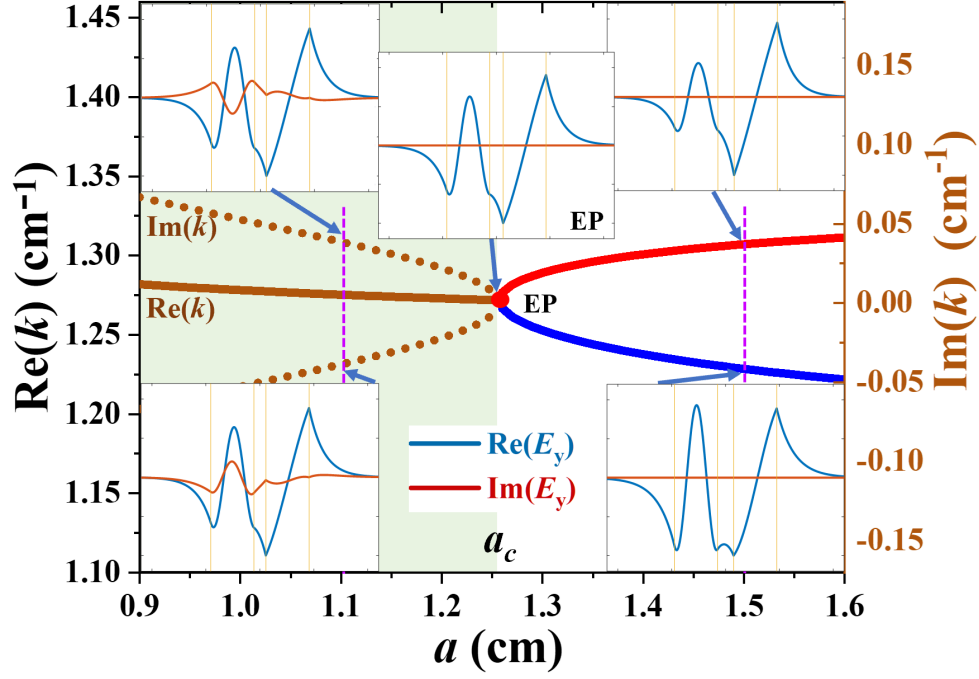 1.45
1.40
1.35
1.30
1.25
1.20
1.15
1.10
Re(k) (cm⁻¹)
0.15
0.10
0.05
0.00
-0.05
-0.10
-0.15
Im(k) (cm⁻¹)
EP
Im(k)
Re(k)
EP
Re(E_y)
Im(E_y)
a_c
0.9 1.0 1.1 1.2 1.3 1.4 1.5 1.6
a (cm)